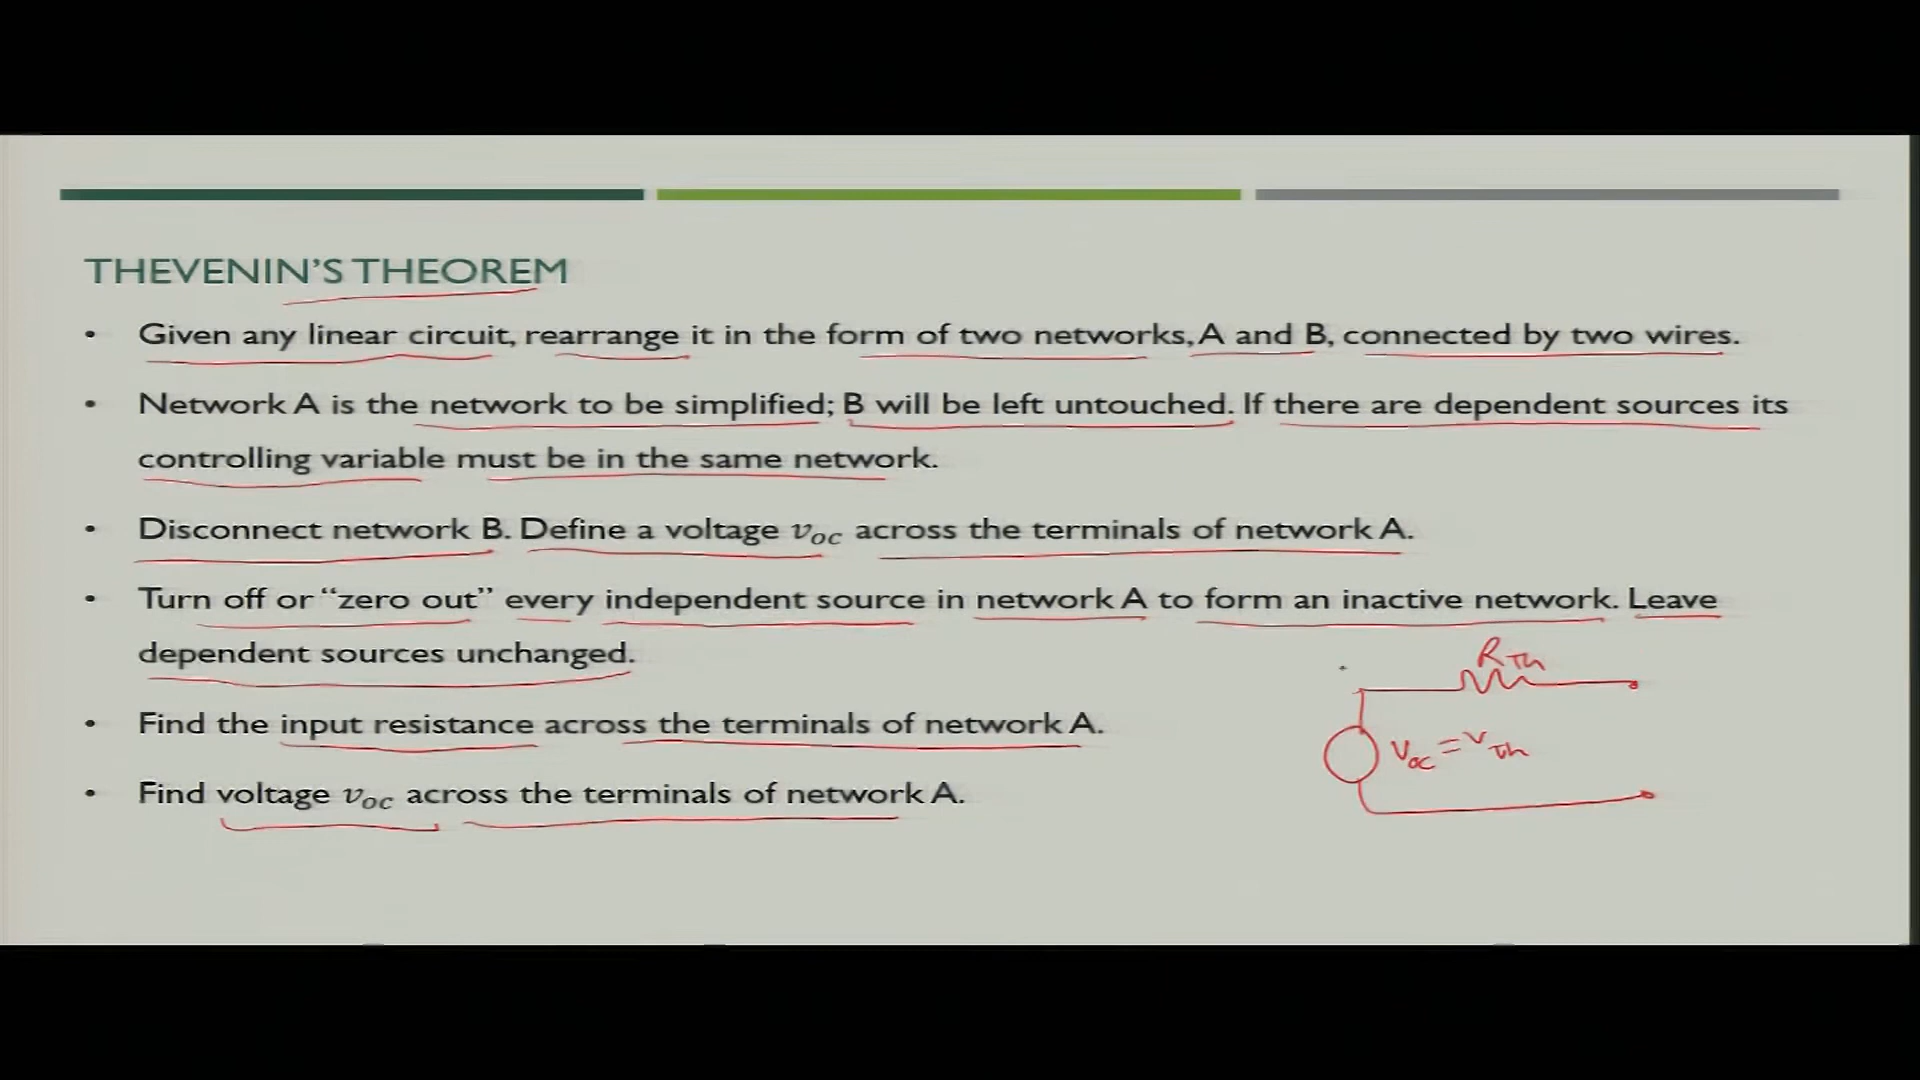 THEVENIN'S THEOREM
• Given any linear circuit, rearrange it in the form of two networks, A and B, connected by two wires.
• Network A is the network to be simplified; B will be left untouched. If there are dependent sources its
controlling variable must be in the same network.
• Disconnect network B. Define a voltage v_oc across the terminals of network A.
• Turn off or “zero out” every independent source in network A to form an inactive network. Leave
dependent sources unchanged.
R_Th
• Find the input resistance across the terminals of network A.
V_oc = V_Th
• Find voltage v_oc across the terminals of network A.